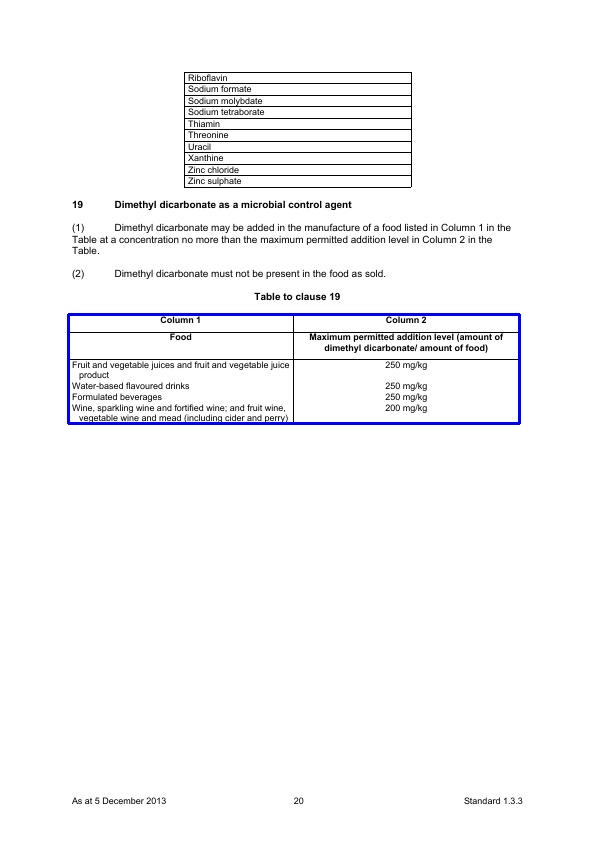 Riboflavin
Sodium formate
Sodium molybdate
Sodium tetraborate
Thiamin
Threonine
Uracil
Xanthine
Zinc chloride
Zinc sulphate
19 Dimethyl dicarbonate as a microbial control agent
(1) Dimethyl dicarbonate may be added in the manufacture of a food listed in Column 1 in the
Table at a concentration no more than the maximum permitted addition level in Column 2 in the
Table.
(2) Dimethyl dicarbonate must not be present in the food as sold.
Table to clause 19
Column 1 Column 2
Food Maximum permitted addition level (amount of
dimethyl dicarbonate/ amount of food)
Fruit and vegetable juices and fruit and vegetable juice 250 mg/kg
product
Water-based flavoured drinks 250 mg/kg
Formulated beverages 250 mg/kg
Wine, sparkling wine and fortified wine; and fruit wine, 200 mg/kg
vegetable wine and mead (including cider and perry)
As at 5 December 2013 20 Standard 1.3.3